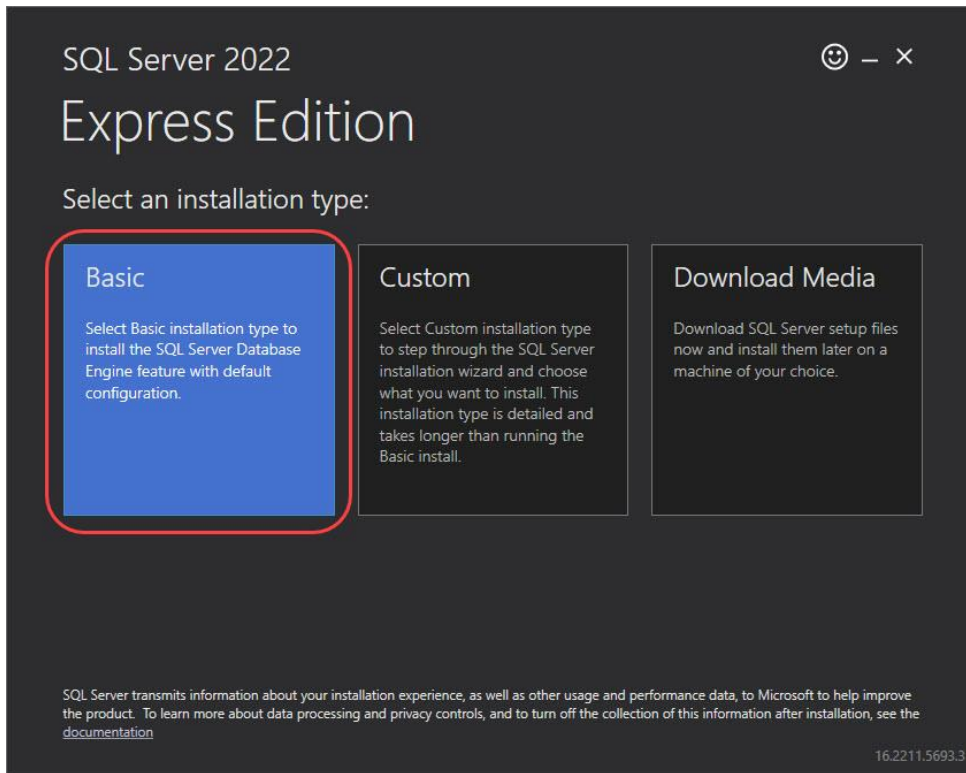 SQL Server 2022
Express Edition
Select an installation type:
Basic
Select Basic installation type to
install the SQL Server Database
Engine feature with default
configuration.
Custom
Select Custom installation type
to step through the SQL Server
installation wizard and choose
what you want to install. This
installation type is detailed and
takes longer than running the
Basic install.
Download Media
Download SQL Server setup files
now and install them later on a
machine of your choice.
SQL Server transmits information about your installation experience, as well as other usage and performance data, to Microsoft to help improve
the product. To learn more about data processing and privacy controls, and to turn off the collection of this information after installation, see the
documentation
16.2211.5693.3